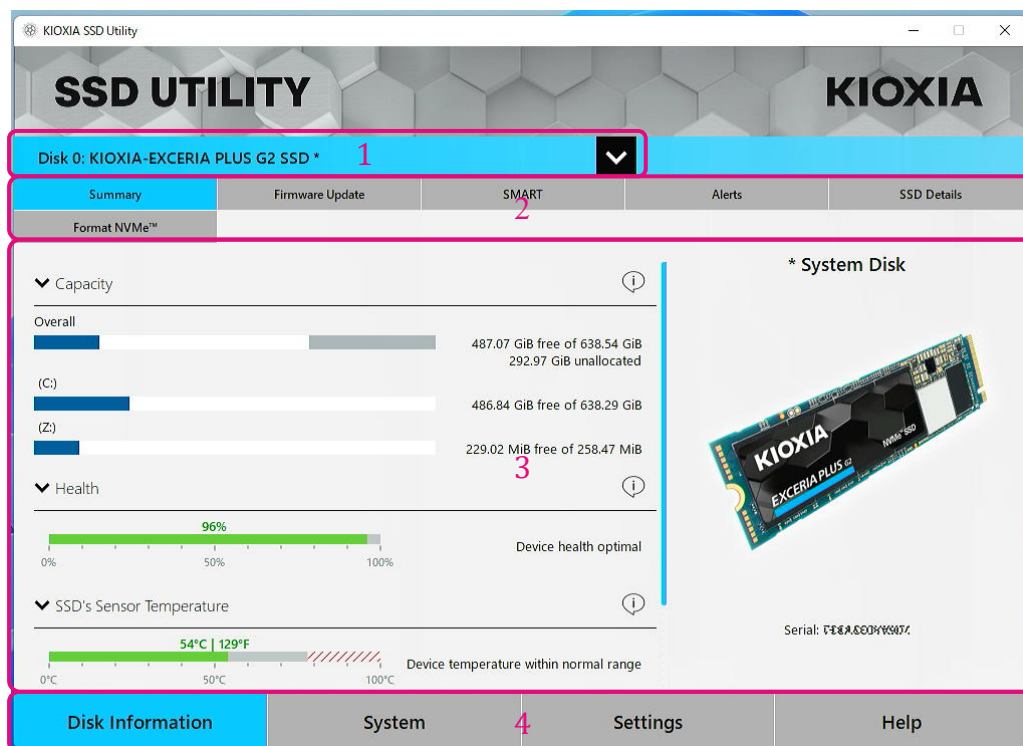 KIOXIA SSD Utility
SSD UTILITY
KIOXIA
Disk 0: KIOXIA-EXCERIA PLUS G2 SSD *
1
Summary
Firmware Update
SMART
Alerts
SSD Details
2
Format NVMe™
Capacity
Overall
487.07 GiB free of 638.54 GiB
292.97 GiB unallocated
(C:)
486.84 GiB free of 638.29 GiB
(Z:)
229.02 MiB free of 258.47 MiB
3
Health
96%
0%
50%
100%
Device health optimal
SSD's Sensor Temperature
54°C | 129°F
0°C
50°C
100°C
Device temperature within normal range
* System Disk
KIOXIA
NVMe™ SSD
EXCERIA PLUS G2
Serial:
Disk Information
System
4
Settings
Help